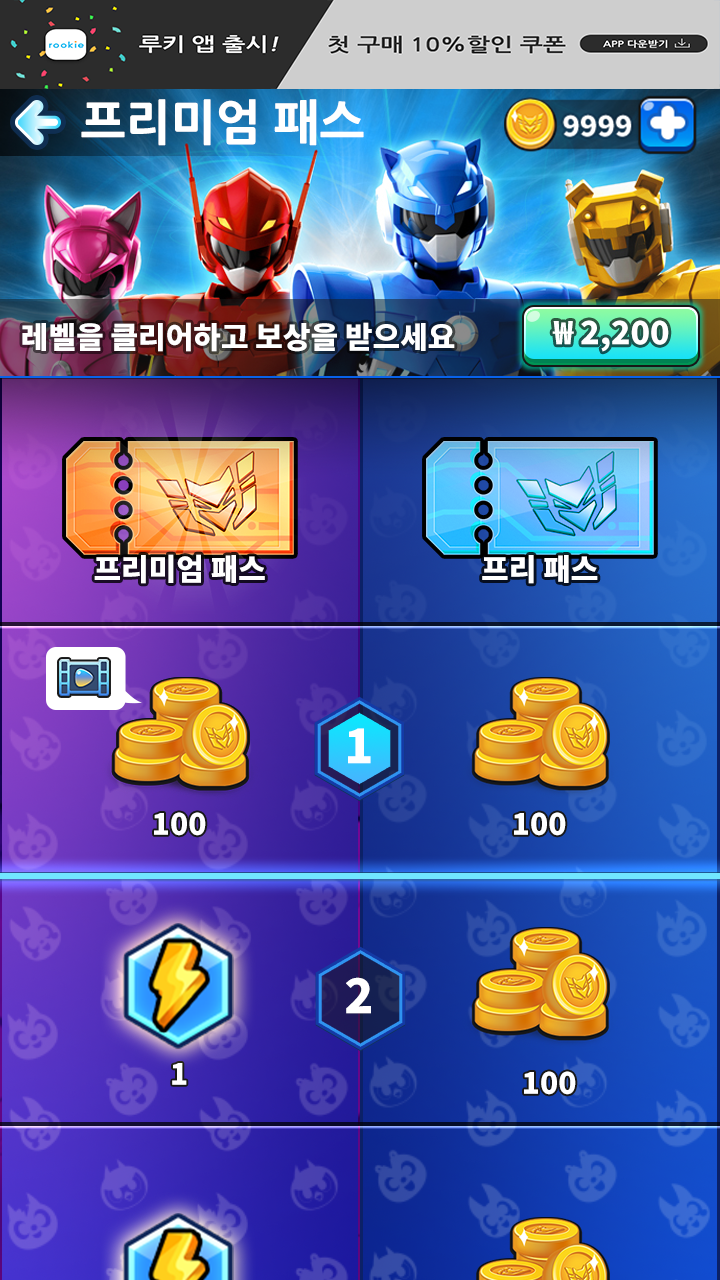 rookie
루키 앱 출시!
첫 구매 10%할인 쿠폰
APP 다운받기
프리미엄 패스
9999
레벨을 클리어하고 보상을 받으세요
₩2,200
프리미엄 패스
프리 패스
1
100
100
2
1
100